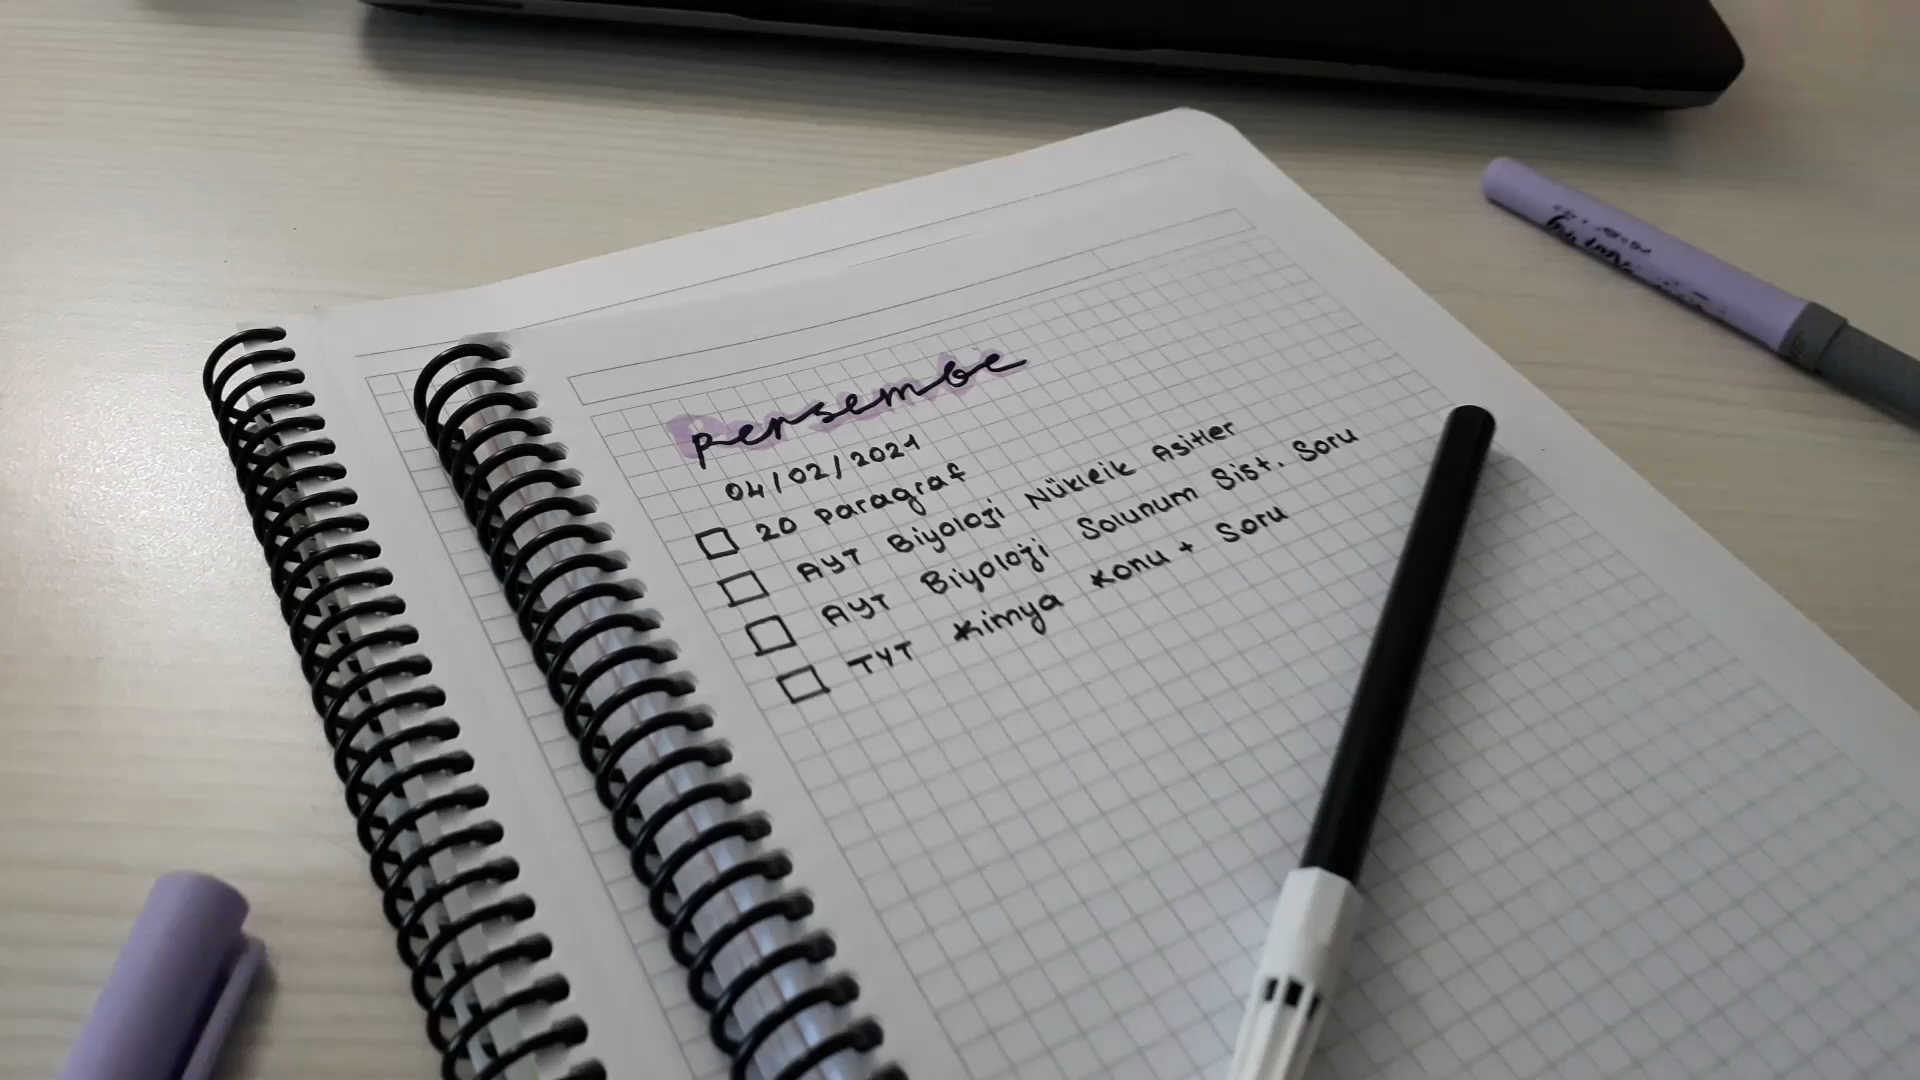 persembe
04/02/2021
20 Paragraf
AYT Biyoloji Nükleik Asitler
AYT Biyoloji Solunum Sist. Soru
TYT Kimya Konu + Soru